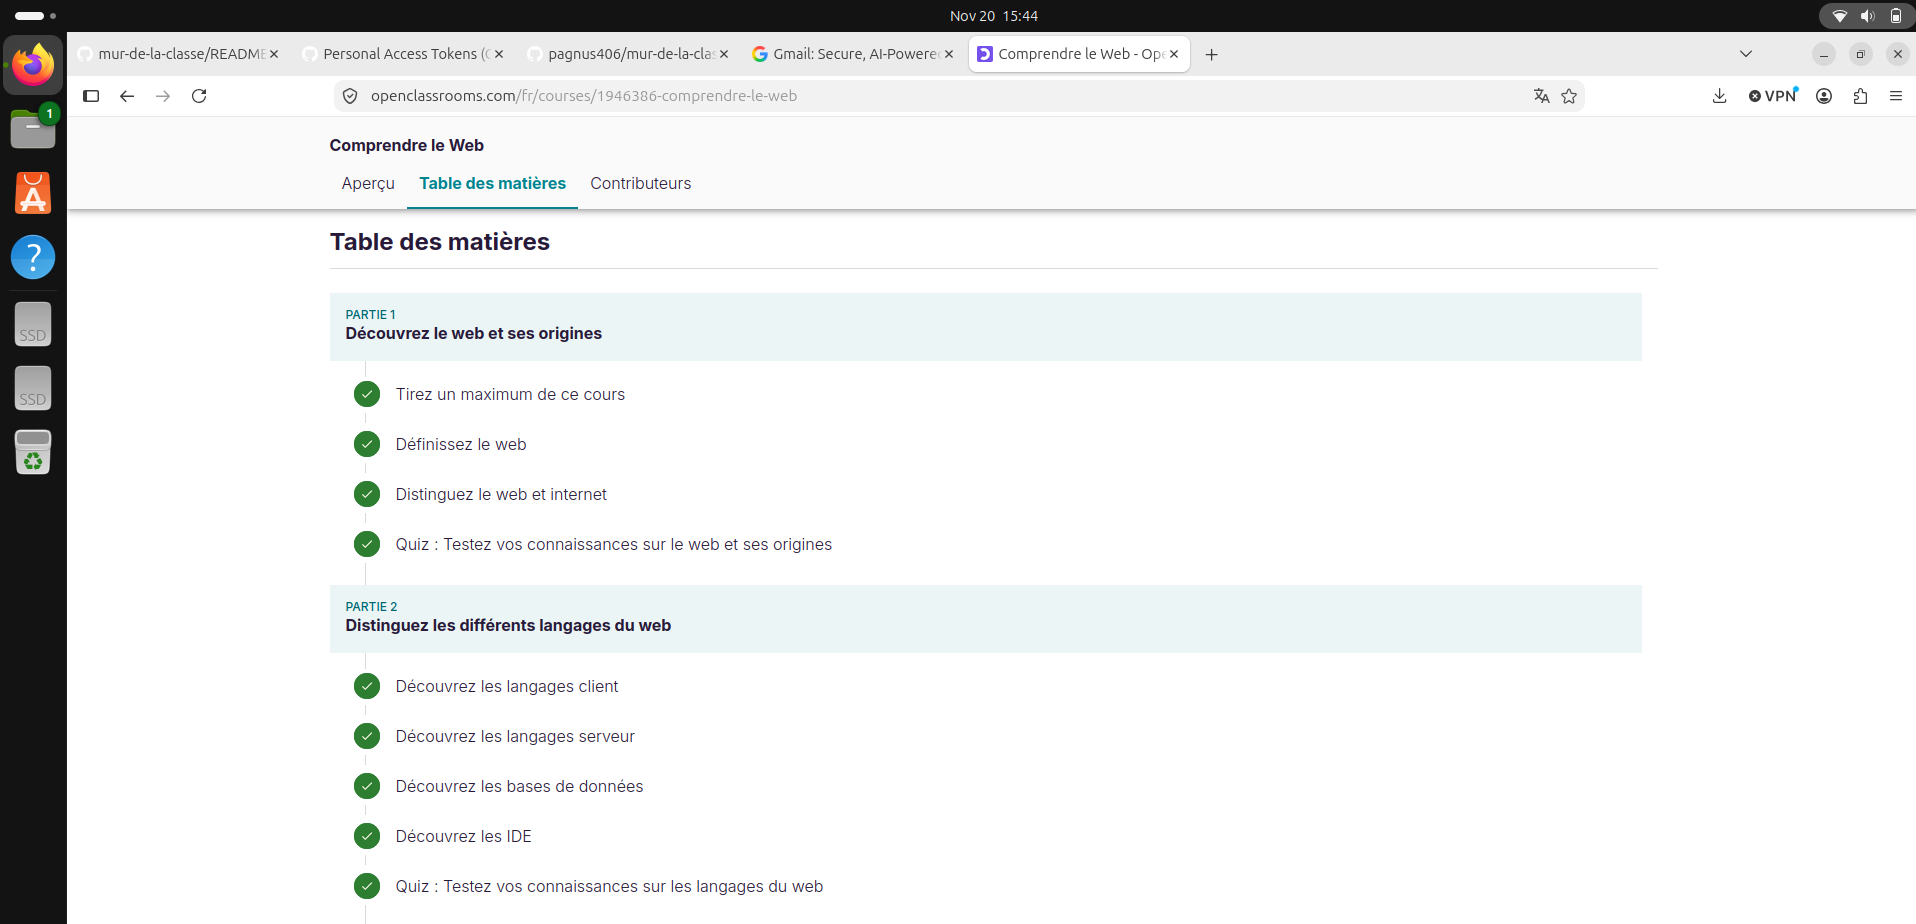 Nov 20 15:44
mur-de-la-classe/README
Personal Access Tokens (
pagnus406/mur-de-la-clas
Gmail: Secure, AI-Powered
Comprendre le Web - Ope
openclassrooms.com/fr/courses/1946386-comprendre-le-web
VPN
1
Comprendre le Web
Aperçu
Table des matières
Contributeurs
Table des matières
PARTIE 1
Découvrez le web et ses origines
Tirez un maximum de ce cours
Définissez le web
Distinguez le web et internet
Quiz : Testez vos connaissances sur le web et ses origines
PARTIE 2
Distinguez les différents langages du web
Découvrez les langages client
Découvrez les langages serveur
Découvrez les bases de données
Découvrez les IDE
Quiz : Testez vos connaissances sur les langages du web
A
?
SSD
SSD